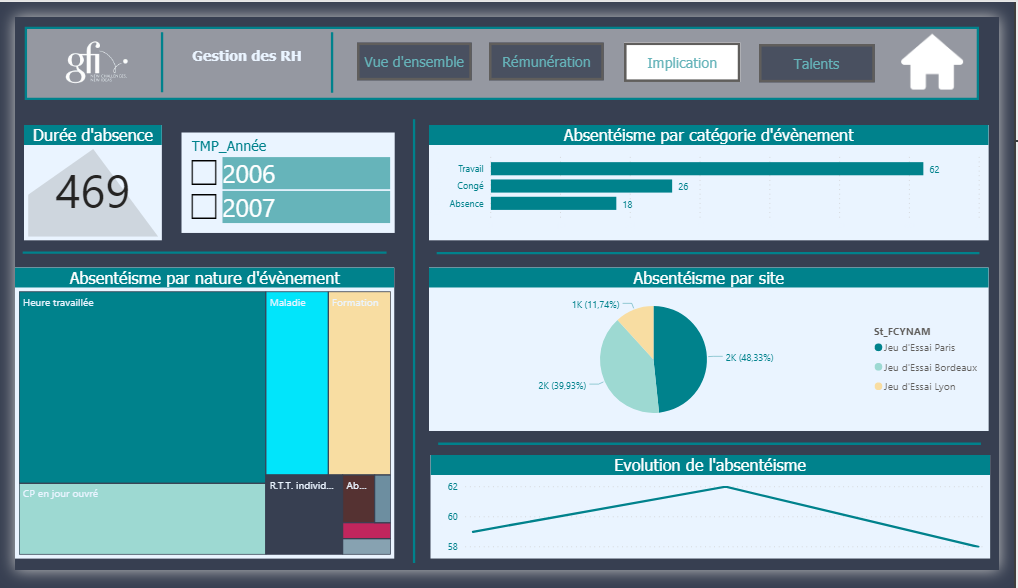 gfi
Gestion des RH
Vue d'ensemble
Rémunération
Implication
Talents
Durée d'absence
469
TMP_Année
2006
2007
Absentéisme par catégorie d'évènement
Travail
62
Congé
26
Absence
18
Absentéisme par nature d'évènement
Heure travaillée
Maladie
Formation
CP en jour ouvré
R.T.T. individ...
Ab...
Absentéisme par site
1K (11,74%)
2K (48,33%)
2K (39,93%)
St_FCYNAM
Jeu d'Essai Paris
Jeu d'Essai Bordeaux
Jeu d'Essai Lyon
Evolution de l'absentéisme
62
60
58